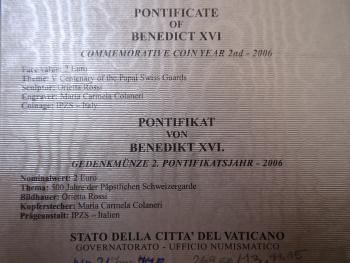 PONTIFICATE
OF
BENEDICT XVI
COMMEMORATIVE COIN YEAR 2nd - 2006
Face value: 2 Euro
Theme: V Centenary of the Papal Swiss Guards
Sculptor: Orietta Rossi
Engraver: Maria Carmela Colaneri
Coinage: IPZS – Italy
PONTIFIKAT
VON
BENEDIKT XVI.
GEDENKMÜNZE 2. PONTIFIKATSJAHR - 2006
Nominalwert: 2 Euro
Thema: 500 Jahre der Päpstlichen Schweizergarde
Bildhauer: Orietta Rossi
Kupferstecher: Maria Carmela Colaneri
Prägeanstalt: IPZS – Italien
STATO DELLA CITTA' DEL VATICANO
GOVERNATORATO - UFFICIO NUMISMATICO